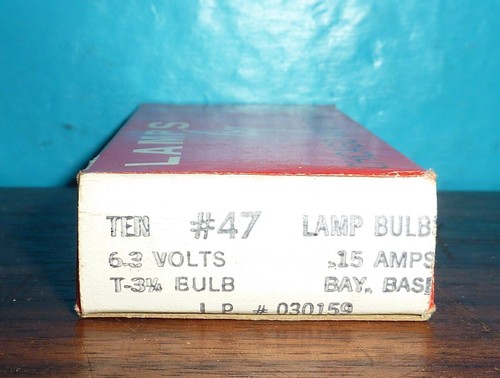 LAMPS
TEN #47 LAMP BULBS
6.3 VOLTS .15 AMPS
T-3¼ BULB BAY. BASE
I.P. # 030159